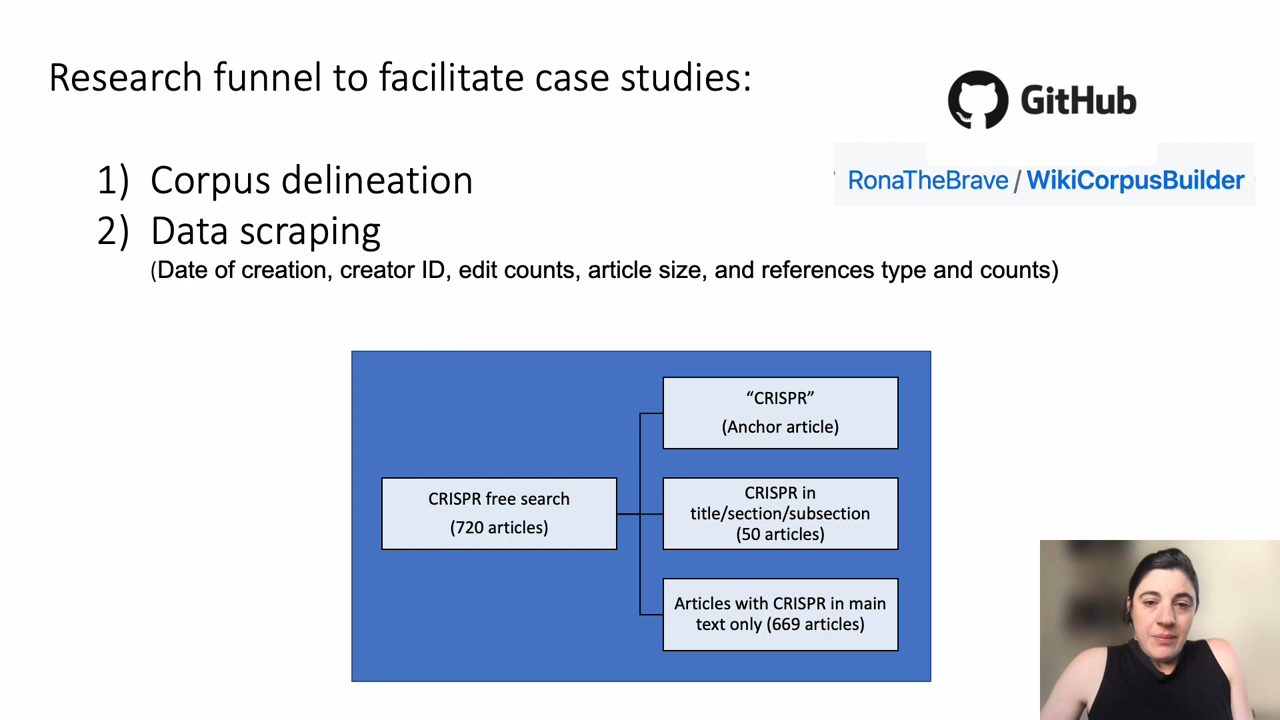 Research funnel to facilitate case studies:
GitHub
RonaTheBrave / WikiCorpusBuilder
1) Corpus delineation
2) Data scraping
(Date of creation, creator ID, edit counts, article size, and references type and counts)
CRISPR free search
(720 articles)
“CRISPR”
(Anchor article)
CRISPR in
title/section/subsection
(50 articles)
Articles with CRISPR in main
text only (669 articles)